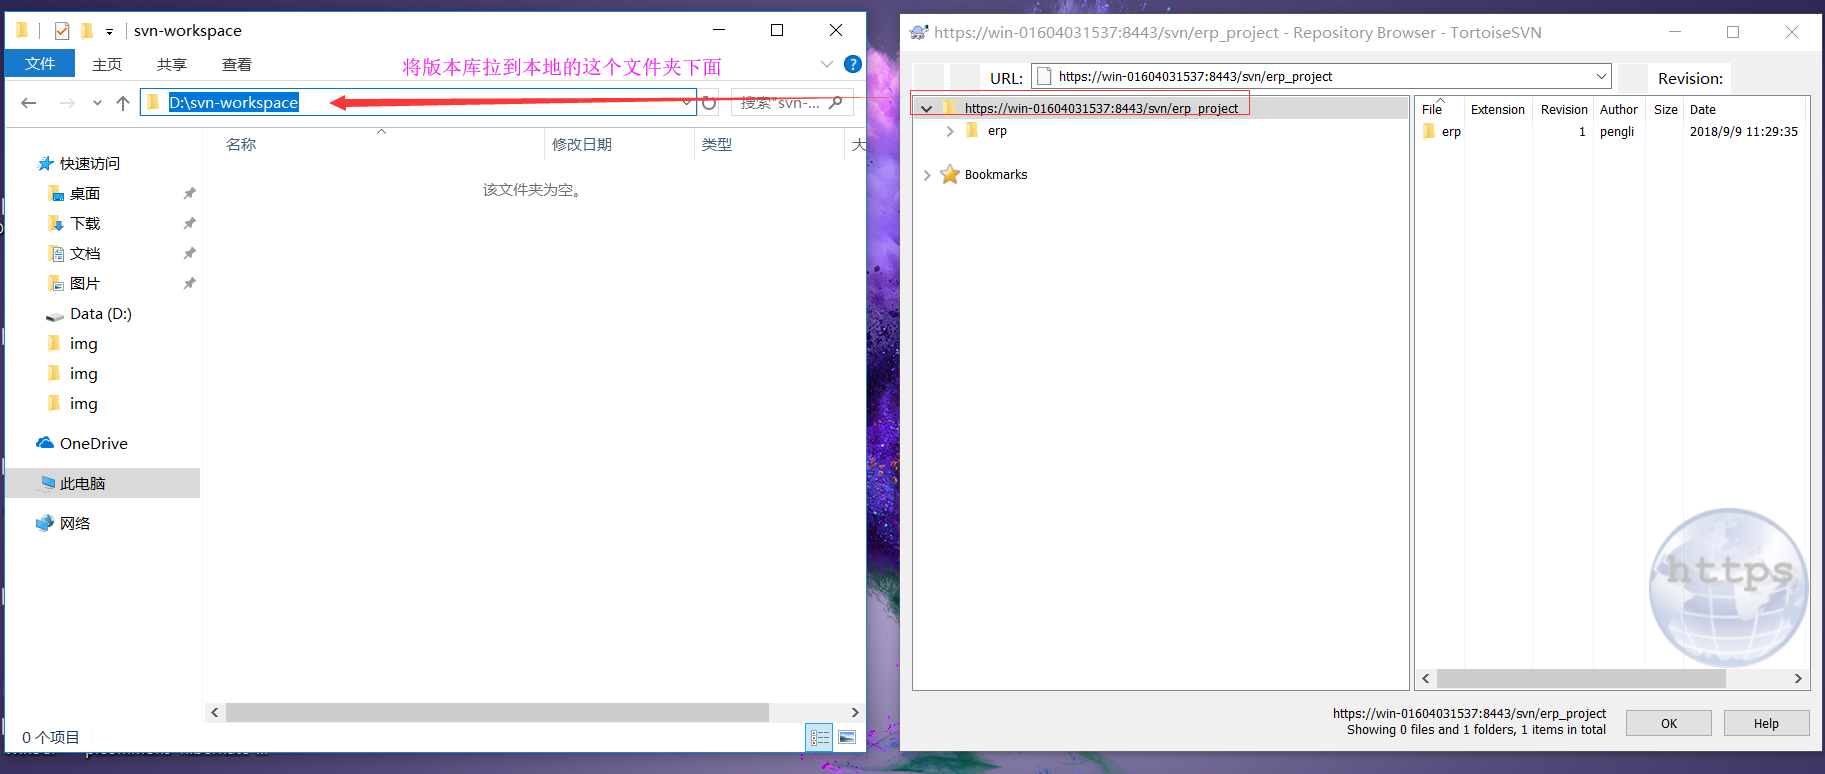 svn-workspace
文件 主页 共享 查看
将版本库拉到本地的这个文件夹下面
D:\svn-workspace
搜索"svn-...
名称 修改日期 类型 大
该文件夹为空。
快速访问
桌面
下载
文档
图片
Data (D:)
img
img
img
OneDrive
此电脑
网络
0 个项目
https://win-01604031537:8443/svn/erp_project - Repository Browser - TortoiseSVN
URL: https://win-01604031537:8443/svn/erp_project Revision:
https://win-01604031537:8443/svn/erp_project
erp
Bookmarks
File Extension Revision Author Size Date
erp 1 pengli 2018/9/9 11:29:35
https
https://win-01604031537:8443/svn/erp_project
Showing 0 files and 1 folders, 1 items in total
OK Help